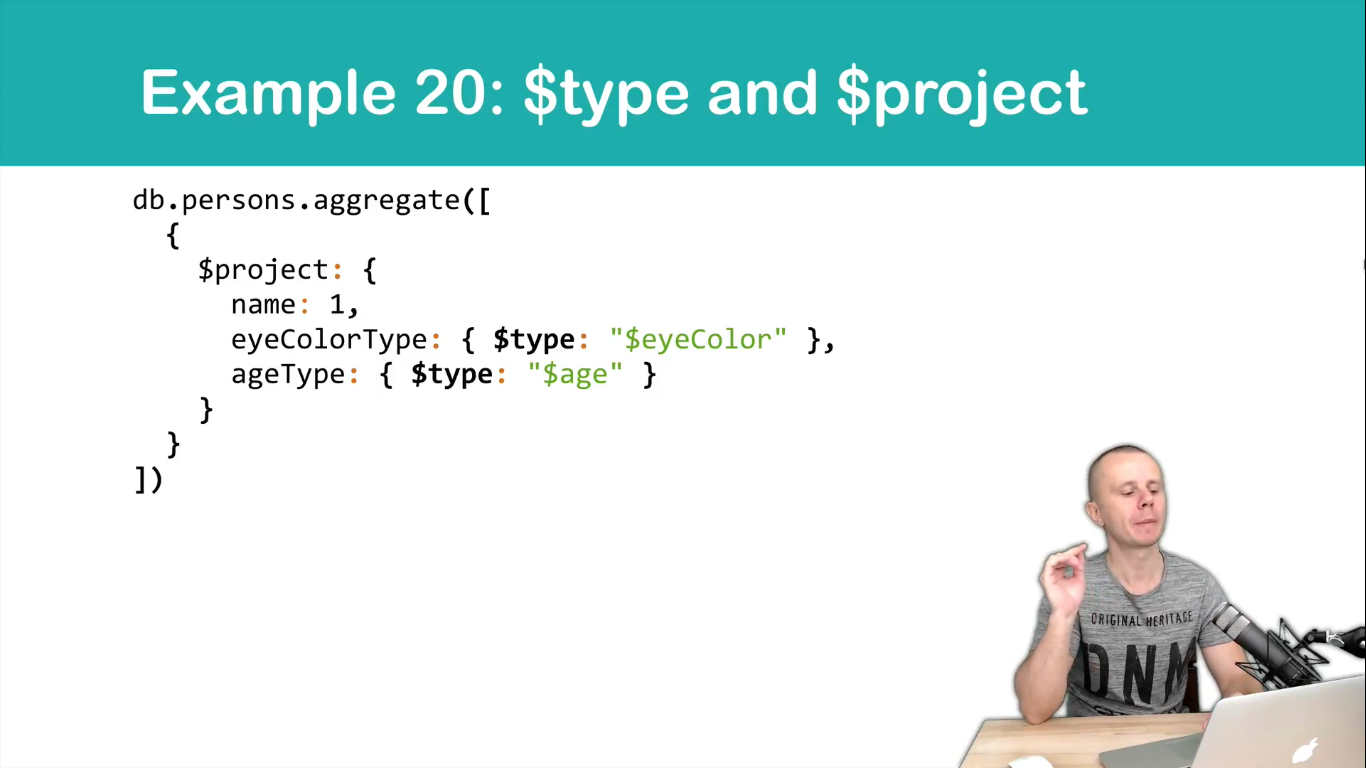 Example 20: $type and $project
db.persons.aggregate([
  {
    $project: {
      name: 1,
      eyeColorType: { $type: "$eyeColor" },
      ageType: { $type: "$age" }
    }
  }
])
ORIGINAL HERITAGE
DNM